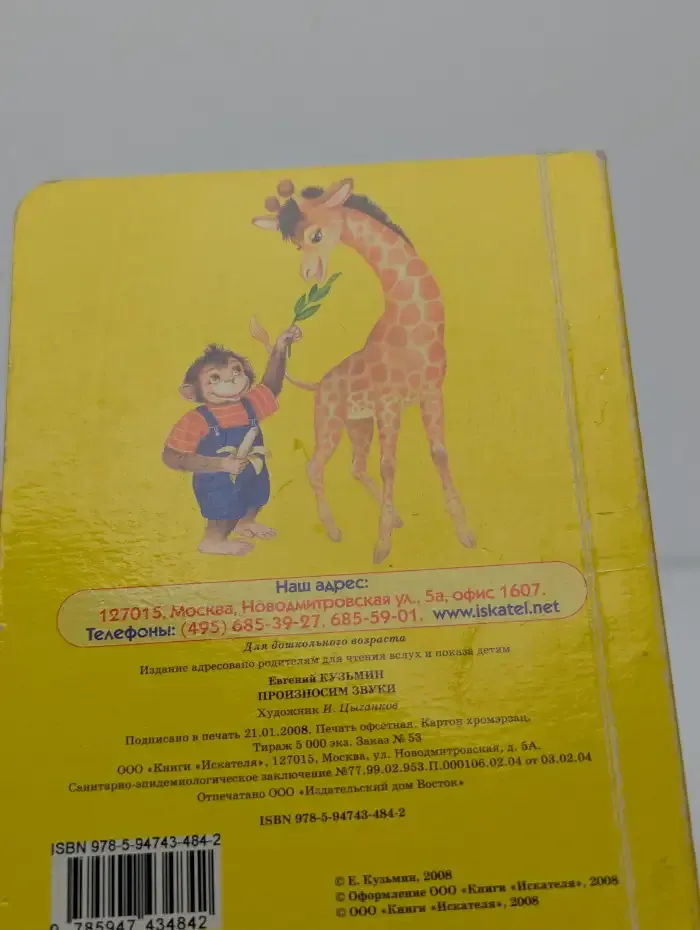 Наш адрес:
127015, Москва, Новодмитровская ул., 5а, офис 1607.
Телефоны: (495) 685-39-27, 685-59-01. www.iskatel.net
Для дошкольного возраста
Издание адресовано родителям для чтения вслух и показа детям
Евгений КУЗЬМИН
ПРОИЗНОСИМ ЗВУКИ
Художник И. Цыганков
Подписано в печать 21.01.2008. Печать офсетная. Картон хромэрзац.
Тираж 5 000 экз. Заказ № 53
ООО «Книги «Искателя», 127015, Москва, ул. Новодмитровская, д. 5А.
Санитарно-эпидемиологическое заключение №77.99.02.953.П.000106.02.04 от 03.02.04
Отпечатано ООО «Издательский дом Восток»
ISBN 978-5-94743-484-2
ISBN 978-5-94743-484-2
9 785947 434842
© Е. Кузьмин, 2008
© Оформление ООО «Книги «Искателя», 2008
© ООО «Книги «Искателя», 2008